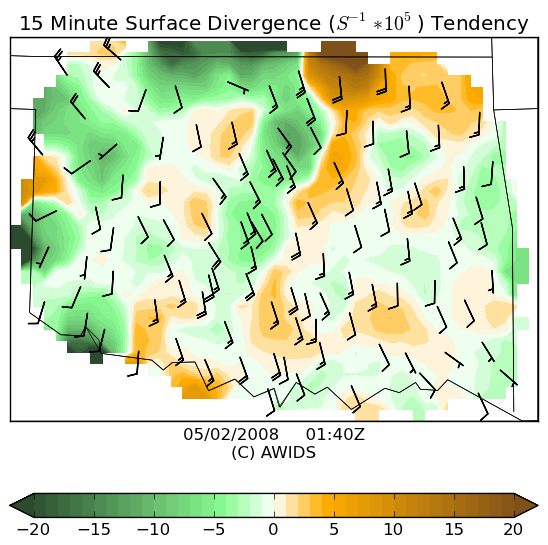 15 Minute Surface Divergence (S⁻¹ *10⁵ ) Tendency
05/02/2008 01:40Z
(C) AWIDS
−20 −15 −10 −5 0 5 10 15 20